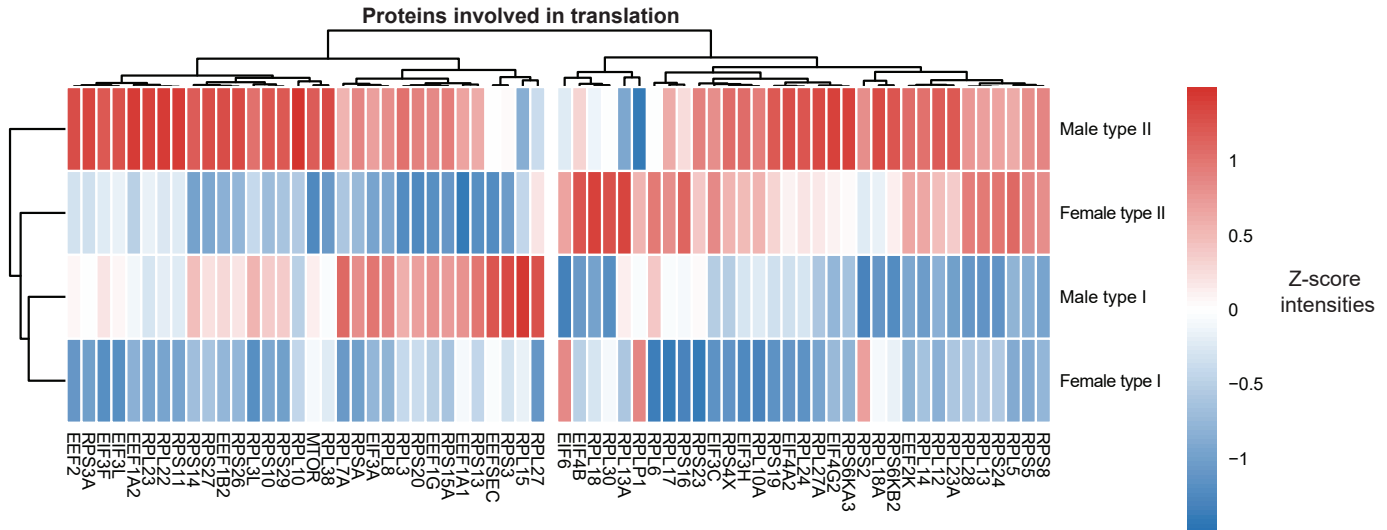 Proteins involved in translation
Male type II
Female type II
Male type I
Female type I
1
0.5
0
−0.5
−1
Z-score
intensities
EEF2
RPS3A
EIF3F
EIF3L
EEF1A2
RPL23
RPL22
RPS11
RPS14
RPS27
EEF1B2
RPS26
RPL3L
RPS10
RPS29
RPL10
MTOR
RPL38
RPL7A
RPSA
EIF3A
RPL8
RPL3
RPS20
EEF1G
RPS15A
EEF1A1
RPS13
EEFSEC
RPS3
RPL15
RPL27
EIF6
EIF4B
RPL18
RPL30
RPL13A
RPLP1
RPL6
RPL17
RPS16
RPS23
EIF3C
RPS4X
EIF3H
RPL10A
RPS19
EIF4A2
RPL24
RPL27A
EIF4G2
RPS6KA3
RPS2
RPL18A
RPS6KB2
EEF2K
RPL14
RPL12
RPL23A
RPL28
RPL13
RPS24
RPL5
RPS5
RPS8